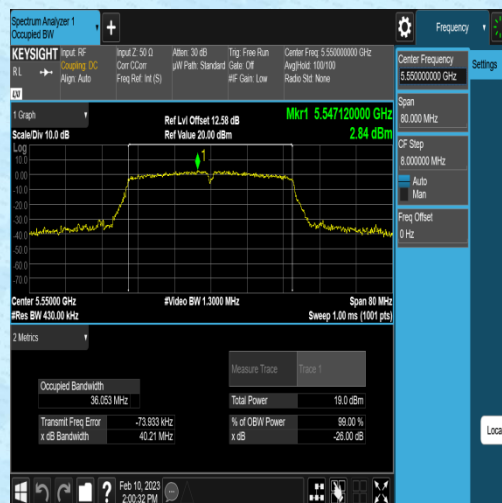 Spectrum Analyzer 1
Occupied BW
Frequency
KEYSIGHT
RL
Input: RF
Coupling: DC
Align: Auto
Input Z: 50 Ω
Corr CCorr
Freq Ref: Int (S)
Atten: 30 dB
µW Path: Standard
Trig: Free Run
Gate: Off
#IF Gain: Low
Center Freq: 5.550000000 GHz
Avg|Hold: 100/100
Radio Std: None
LXI
1 Graph
Scale/Div 10.0 dB
Ref Lvl Offset 12.58 dB
Ref Value 20.00 dBm
Mkr1 5.547120000 GHz
2.84 dBm
Log
10.0
0.00
-10.0
-20.0
-30.0
-40.0
-50.0
-60.0
-70.0
1
Center 5.55000 GHz
#Res BW 430.00 kHz
#Video BW 1.3000 MHz
Span 80 MHz
Sweep 1.00 ms (1001 pts)
2 Metrics
Measure Trace
Trace 1
Occupied Bandwidth
36.053 MHz
Total Power
19.0 dBm
Transmit Freq Error
-73.933 kHz
% of OBW Power
99.00 %
x dB Bandwidth
40.21 MHz
x dB
-26.00 dB
Center Frequency
5.550000000 GHz
Settings
Span
80.000 MHz
CF Step
8.000000 MHz
Auto
Man
Freq Offset
0 Hz
Loca
Feb 10, 2023
2:00:32 PM